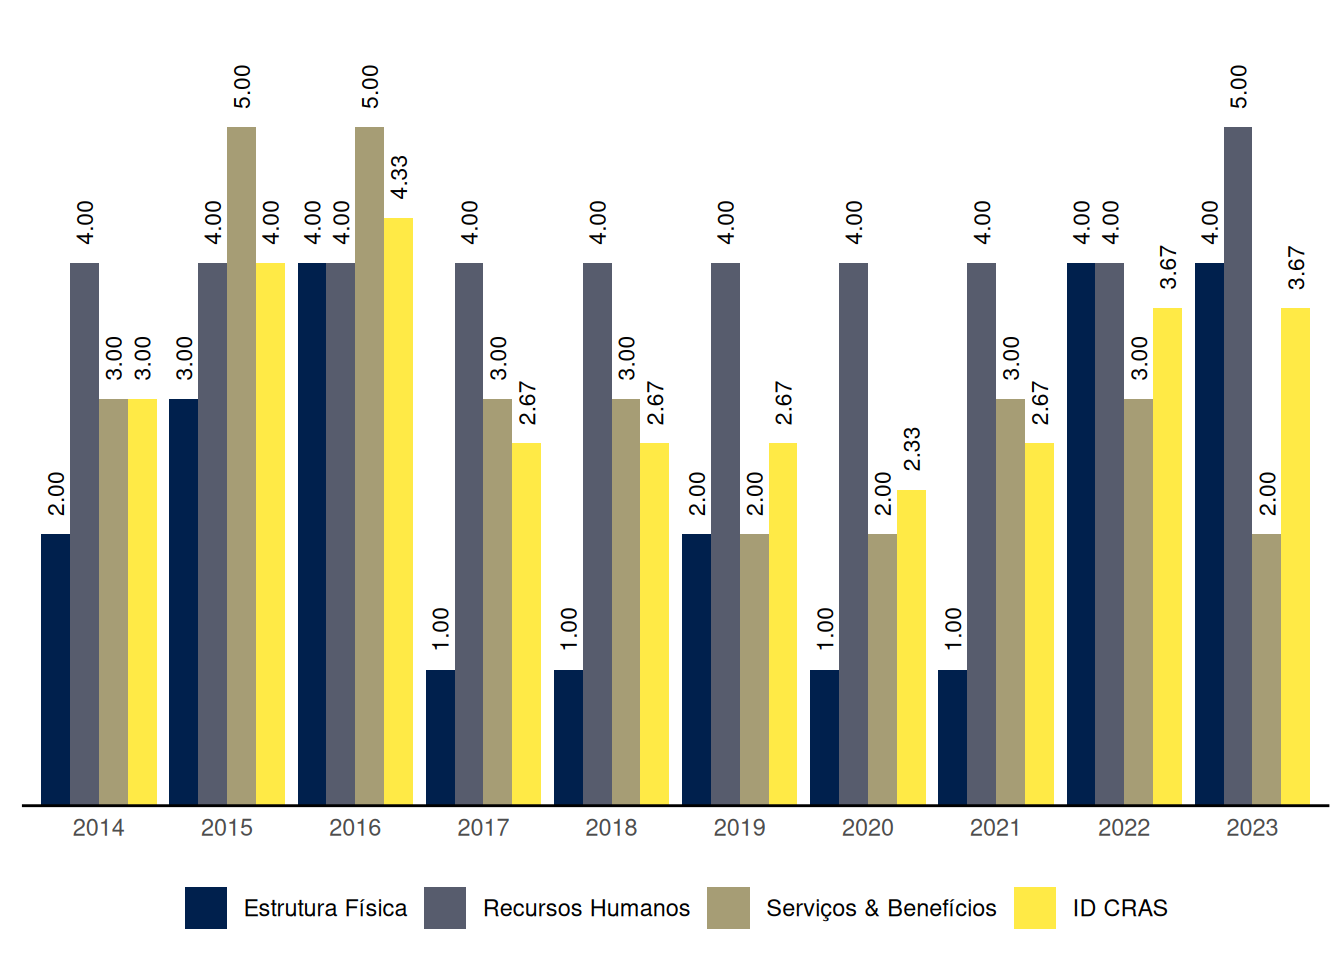 2.00 4.00 3.00 3.00
3.00 4.00 5.00 4.00
4.00 4.00 5.00 4.33
1.00 4.00 3.00 2.67
1.00 4.00 3.00 2.67
2.00 4.00 2.00 2.67
1.00 4.00 2.00 2.33
1.00 4.00 3.00 2.67
4.00 4.00 3.00 3.67
4.00 5.00 2.00 3.67
2014 2015 2016 2017 2018 2019 2020 2021 2022 2023
Estrutura Física Recursos Humanos Serviços & Benefícios ID CRAS